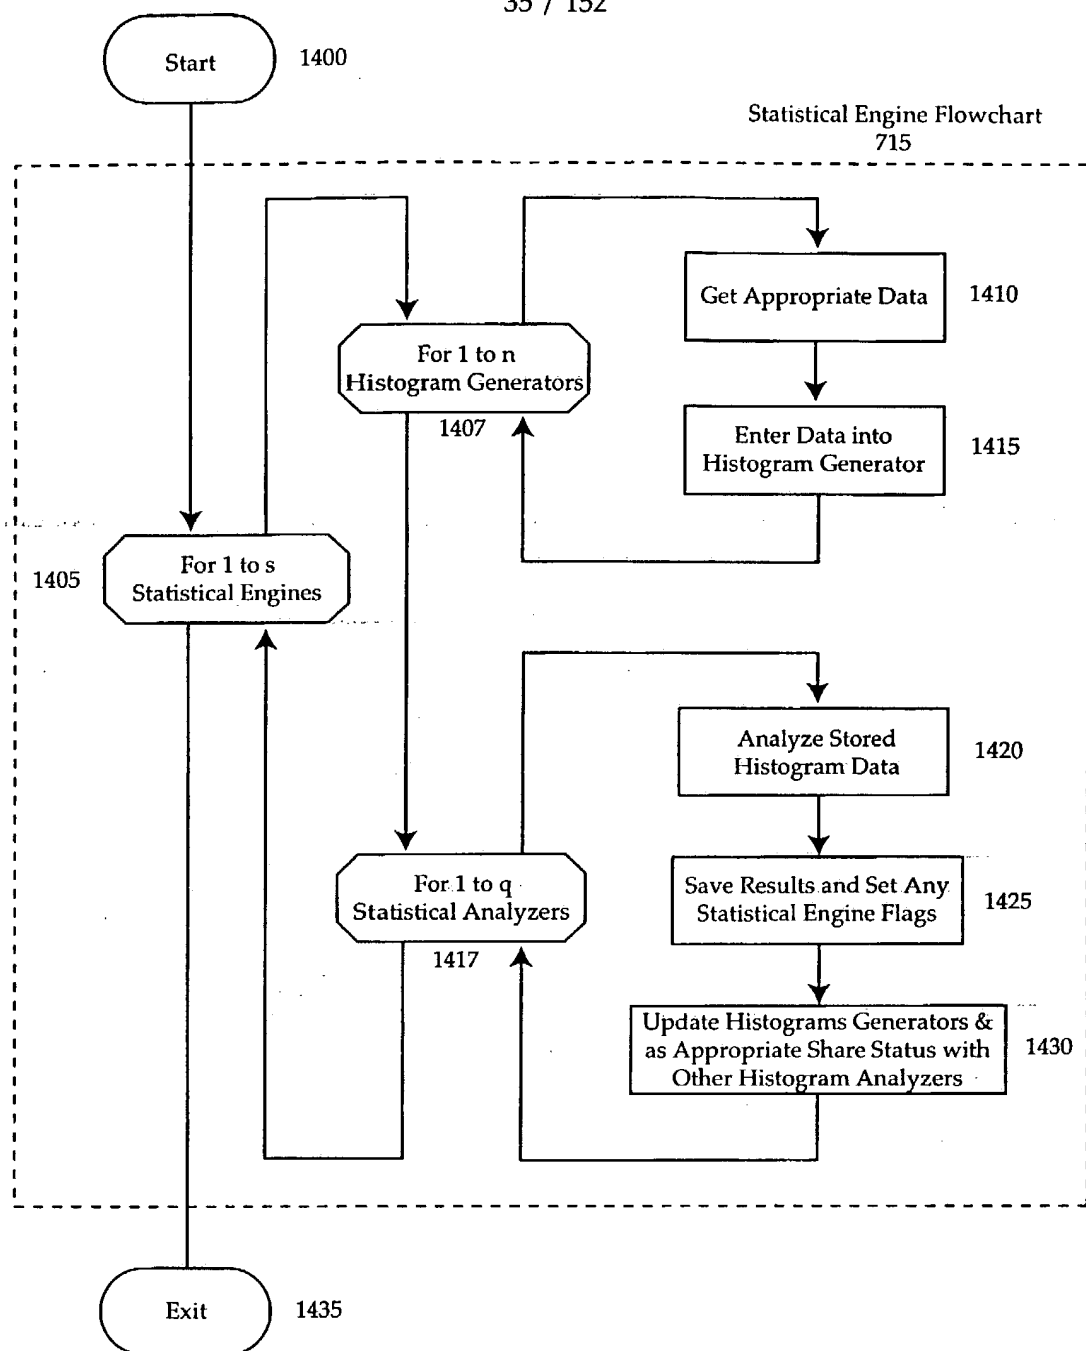 35 / 152
Start
1400
Statistical Engine Flowchart
715
For 1 to n
Histogram Generators
1407
Get Appropriate Data
1410
Enter Data into
Histogram Generator
1415
1405
For 1 to s
Statistical Engines
Analyze Stored
Histogram Data
1420
For 1 to q
Statistical Analyzers
1417
Save Results and Set Any
Statistical Engine Flags
1425
Update Histograms Generators &
as Appropriate Share Status with
Other Histogram Analyzers
1430
Exit
1435